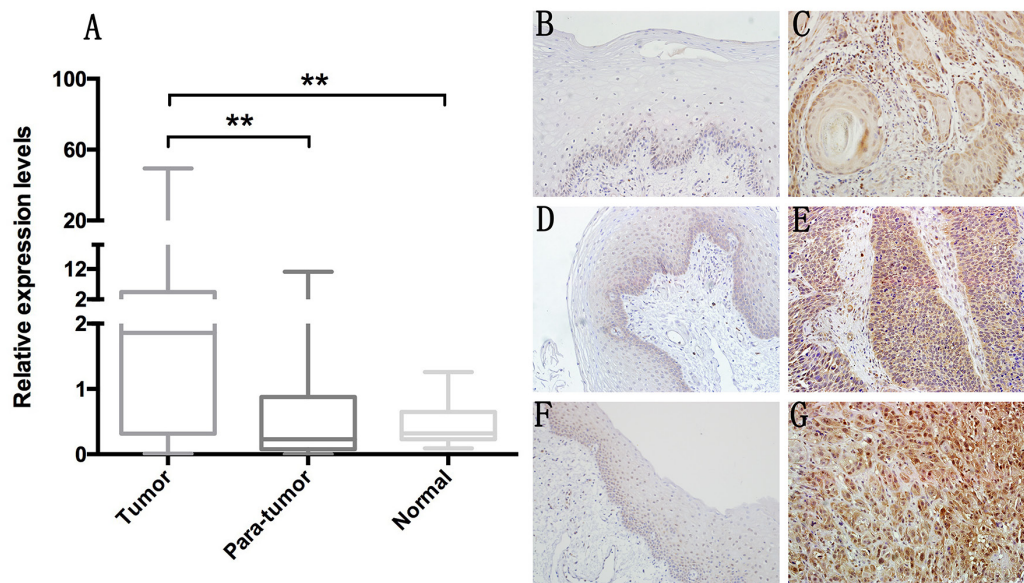 A
Relative expression levels
100
60
20
12
2
2
1
0
**
**
Tumor
Para-tumor
Normal
B
C
D
E
F
G